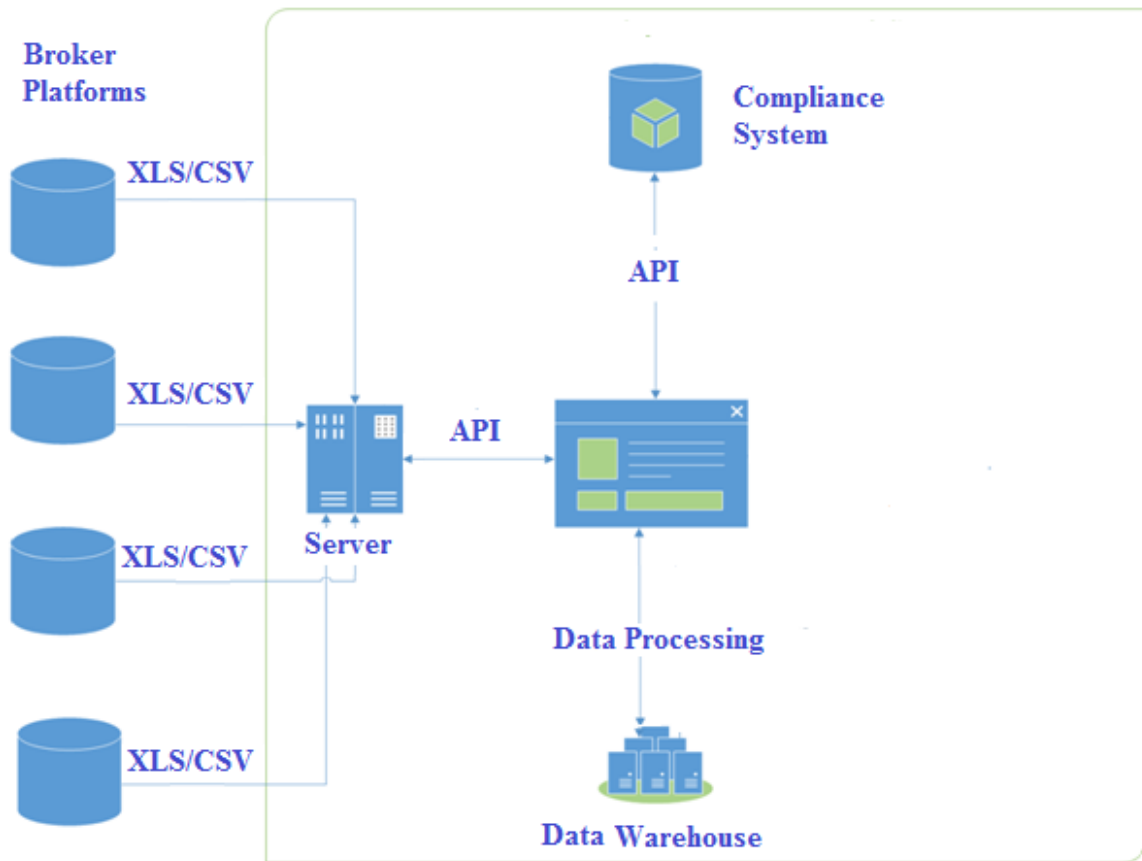 Broker
Platforms
XLS/CSV
Compliance
System
API
XLS/CSV
API
Server
XLS/CSV
Data Processing
XLS/CSV
Data Warehouse